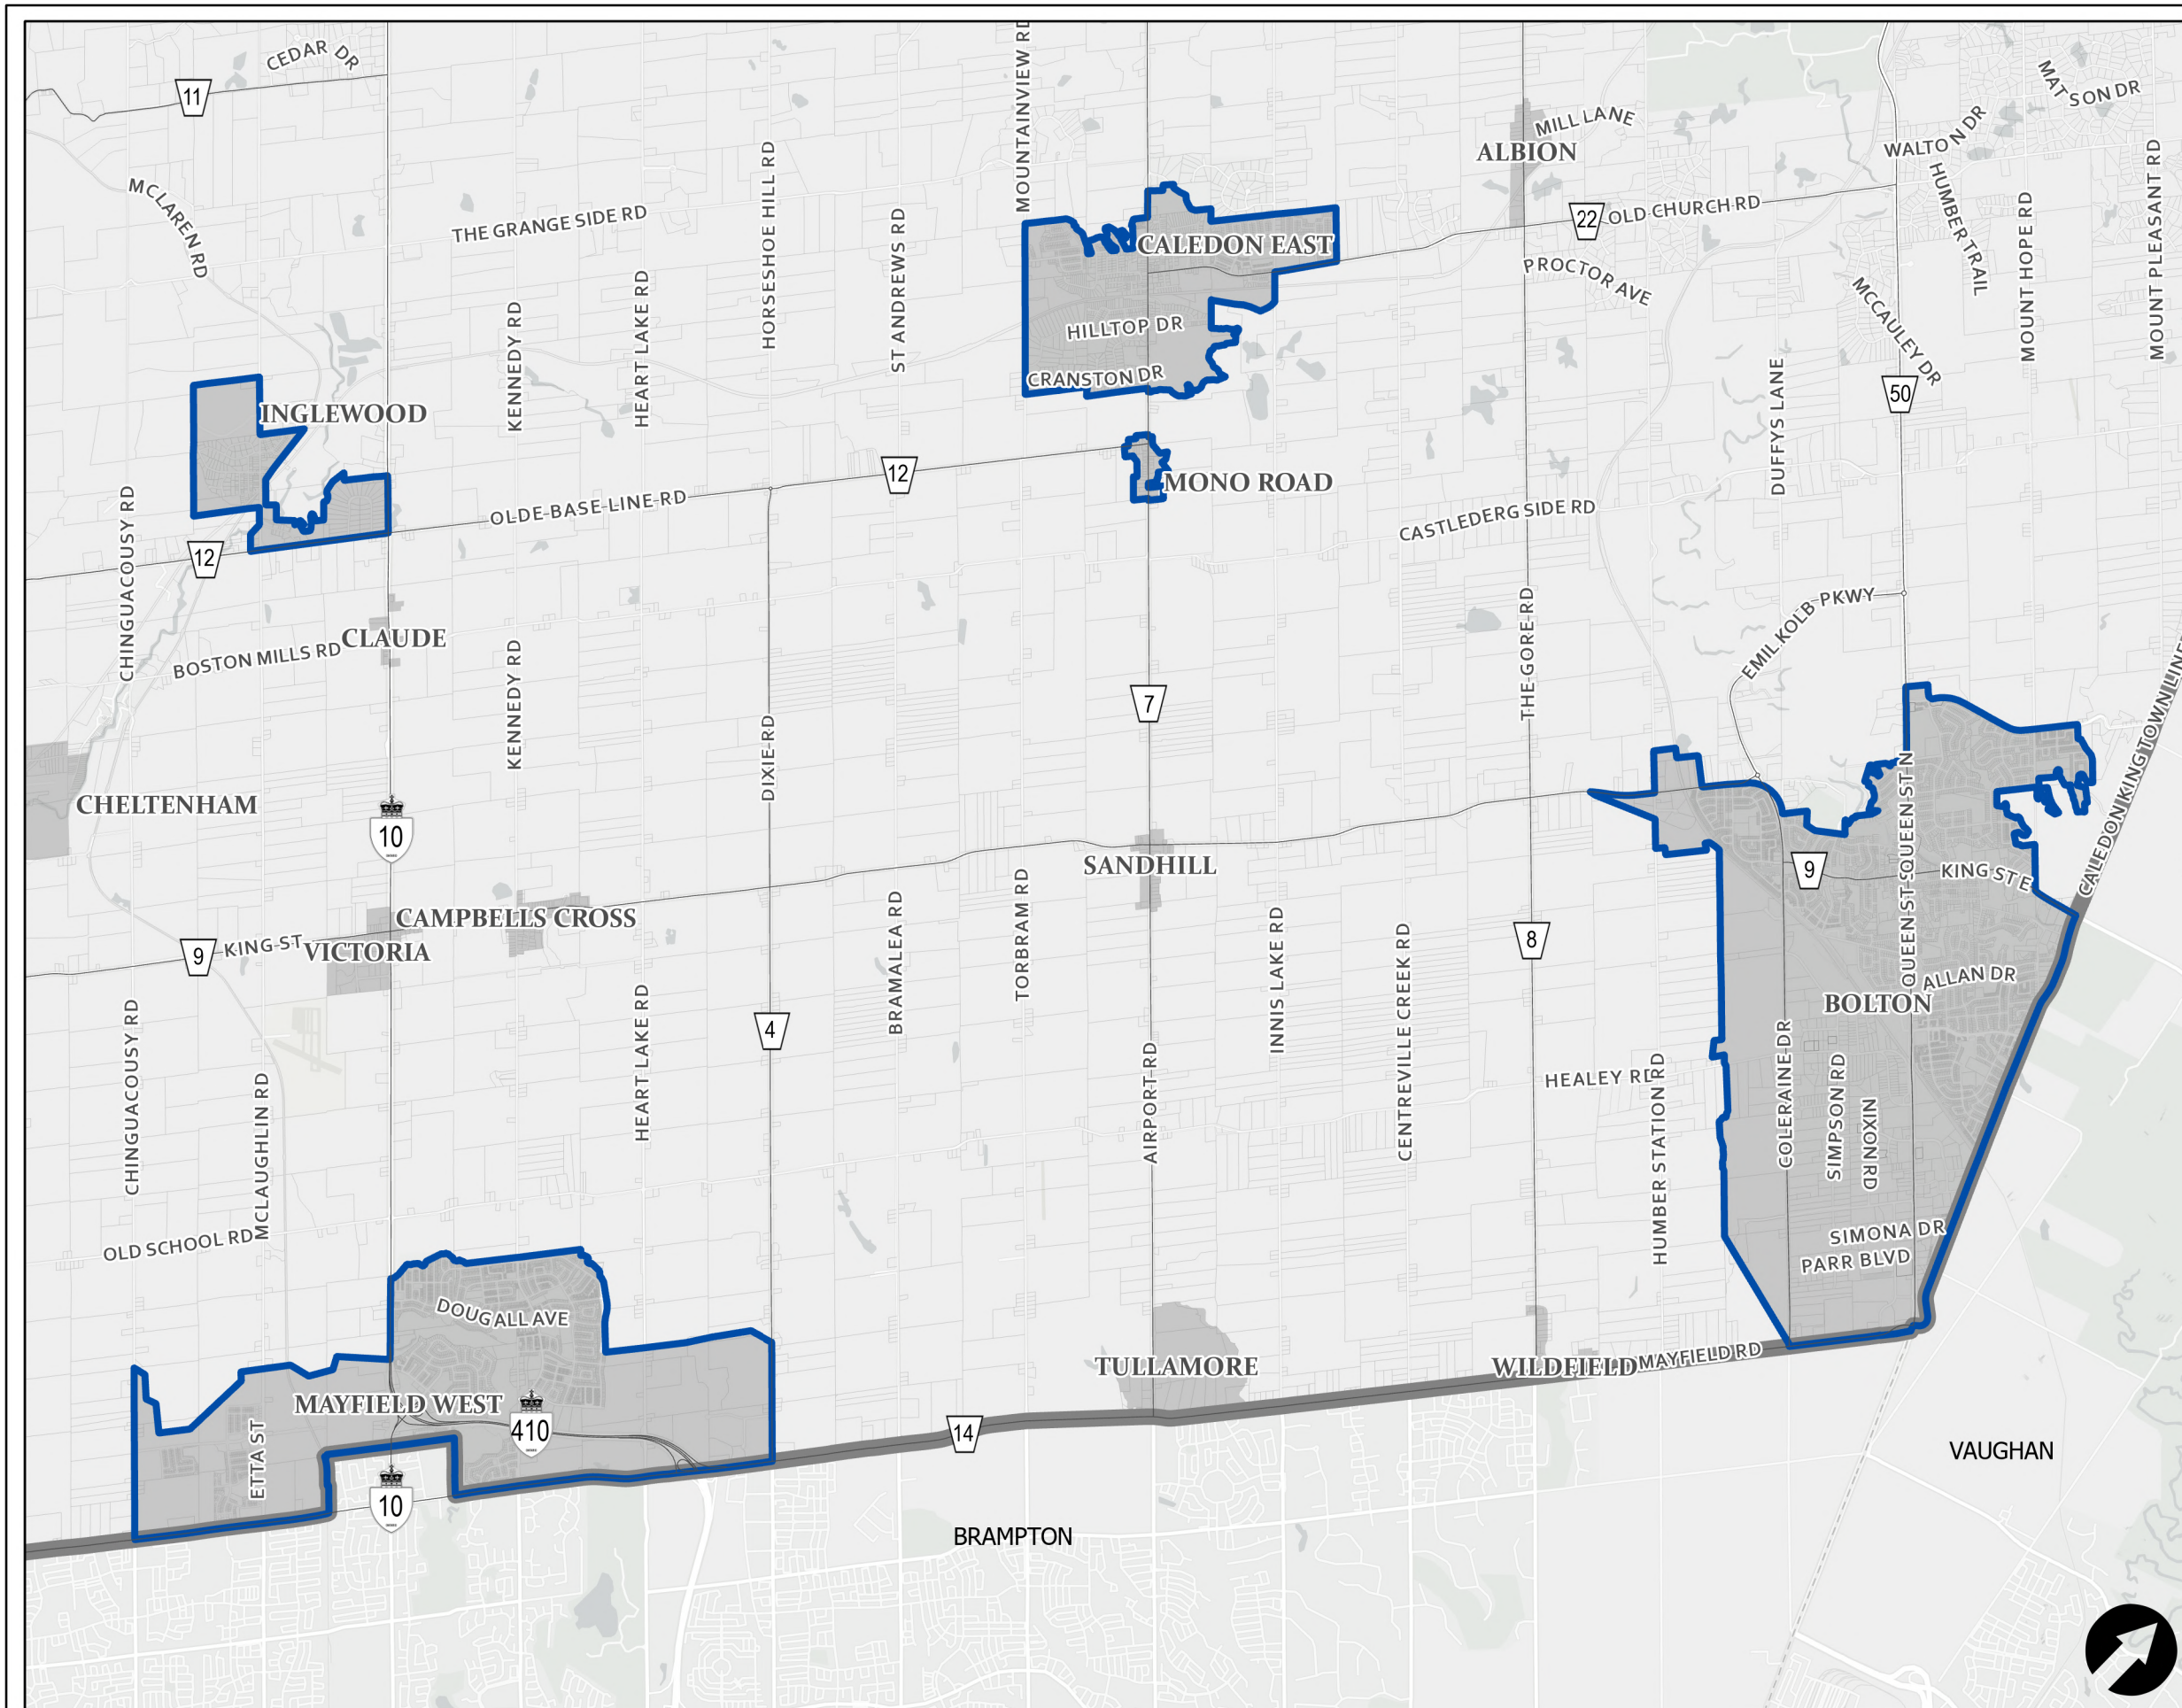 CEDAR DR
11
MOUNTAINVIEW RD
MATSON DR
MILL LANE
ALBION
WALTON DR
MCLAREN RD
HORSESHOE HILL RD
THE GRANGE SIDE RD
ST ANDREWS RD
CALEDON EAST
22
OLD CHURCH RD
HUMBER TRAIL
MOUNT HOPE RD
MOUNT PLEASANT RD
PROCTOR AVE
KENNEDY RD
HEART LAKE RD
HILLTOP DR
CRANSTON DR
MCCAULEY DR
50
DUFFYS LANE
INGLEWOOD
12
MONO ROAD
OLDE BASE LINE RD
CASTLEDERG SIDE RD
CHINGUACOUSY RD
12
CLAUDE
BOSTON MILLS RD
KENNEDY RD
THE GORE RD
EMIL KOLB PKWY
7
DIXIE RD
CHELTENHAM
10
QUEEN ST N
CALEDON/KING TOWN LINE
SANDHILL
9
KING ST E
QUEEN ST S
CAMPBELLS CROSS
BRAMALEA RD
TORBRAM RD
INNIS LAKE RD
CENTREVILLE CREEK RD
8
9
KING ST
VICTORIA
ALLAN DR
BOLTON
CHINGUACOUSY RD
HEART LAKE RD
4
AIRPORT RD
HEALEY RD
HUMBER STATION RD
COLERAINE DR
SIMPSON RD
NIXON RD
MCLAUGHLIN RD
OLD SCHOOL RD
SIMONA DR
PARR BLVD
DOUGALL AVE
TULLAMORE
WILDFIELD
MAYFIELD RD
MAYFIELD WEST
410
14
ETTA ST
VAUGHAN
10
BRAMPTON